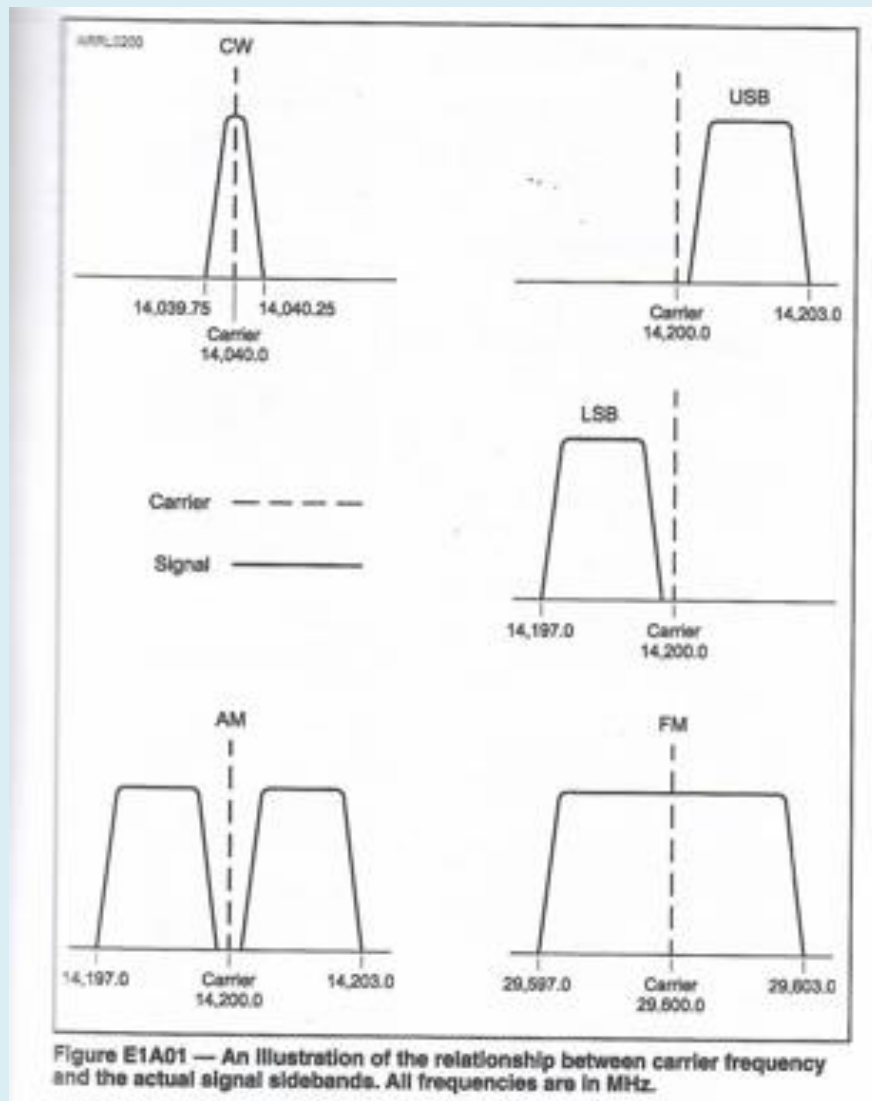 ARRL0200
CW
14,039.75 14,040.25
Carrier
14,040.0
USB
Carrier
14,200.0
14,203.0
LSB
14,197.0
Carrier
14,200.0
Carrier
Signal
AM
14,197.0
Carrier
14,200.0
14,203.0
FM
29,597.0
Carrier
29,600.0
29,603.0
Figure E1A01 — An illustration of the relationship between carrier frequency
and the actual signal sidebands. All frequencies are in MHz.